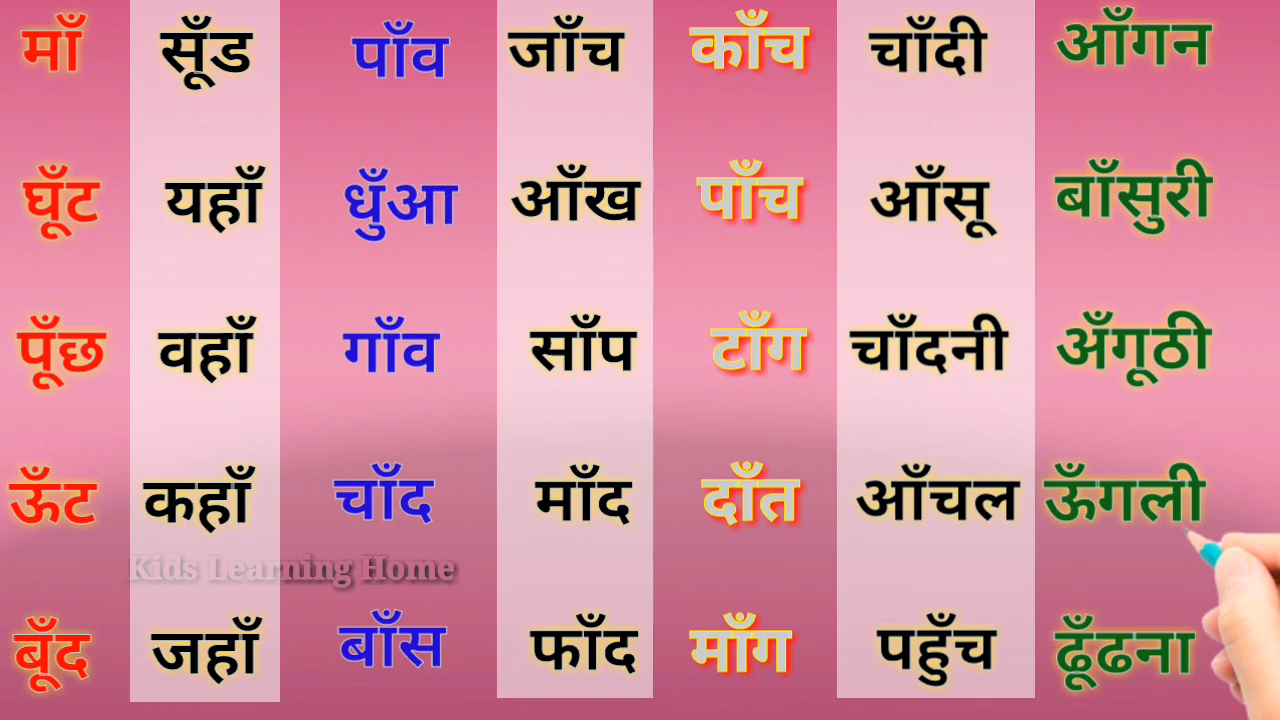 माँ सूँड पाँव जाँच काँच चाँदी आँगन
घूँट यहाँ धुँआ आँख पाँच आँसू बाँसुरी
पूँछ वहाँ गाँव साँप टाँग चाँदनी अँगूठी
ऊँट कहाँ चाँद माँद दाँत आँचल ऊँगली
Kids Learning Home
बूँद जहाँ बाँस फाँद माँग पहुँच ढूँढना